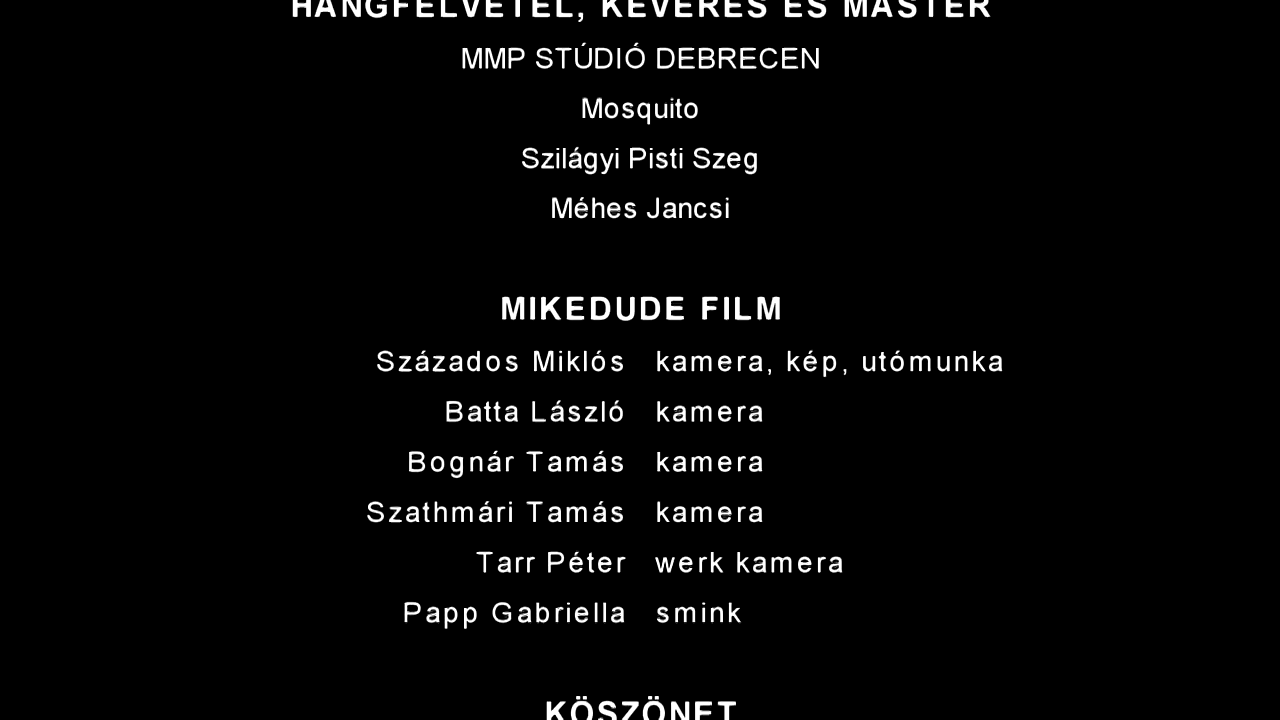 HANGFELVÉTEL, KEVERÉS ÉS MASTER
MMP STÚDIÓ DEBRECEN
Mosquito
Szilágyi Pisti Szeg
Méhes Jancsi
MIKEDUDE FILM
Százados Miklós kamera, kép, utómunka
Batta László kamera
Bognár Tamás kamera
Szathmári Tamás kamera
Tarr Péter werk kamera
Papp Gabriella smink
KÖSZÖNET